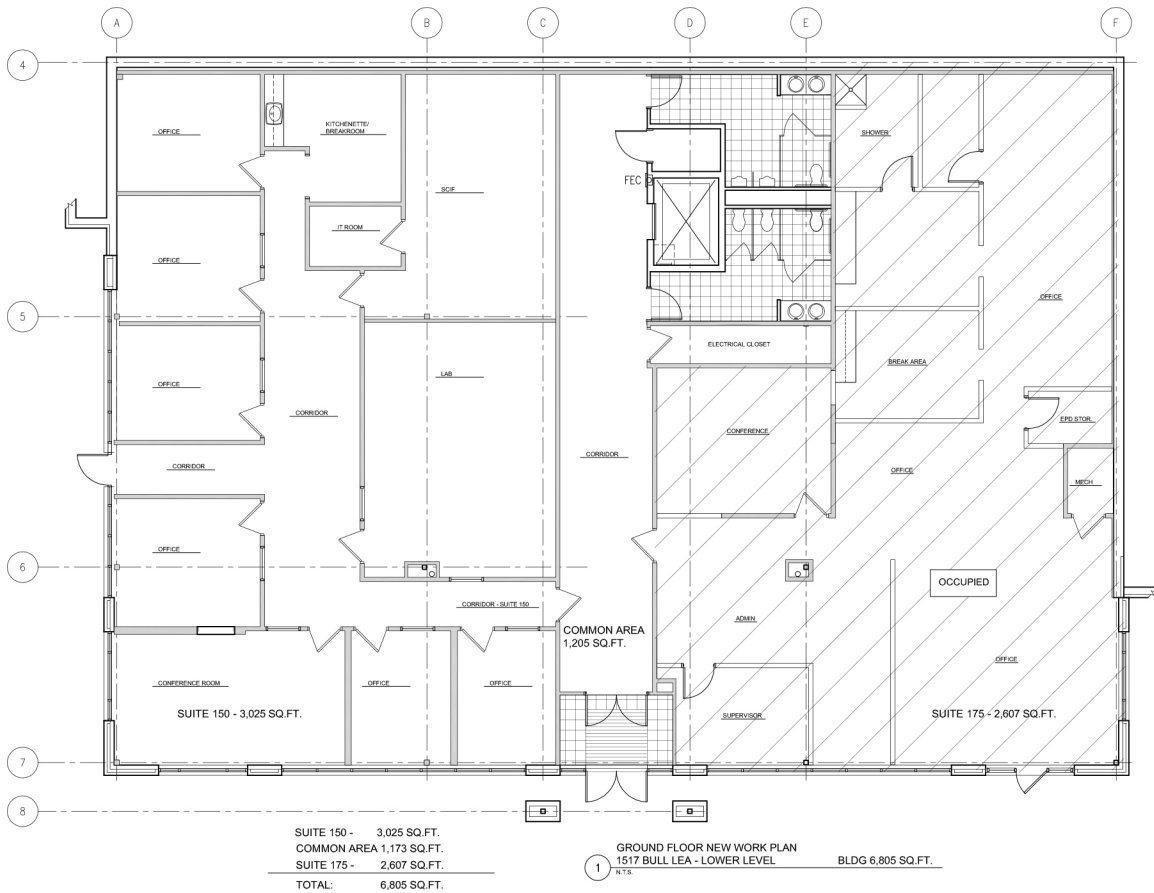 A B C D E F
4
OFFICE
KITCHENETTE/
BREAKROOM
SCIF
SHOWER
FEC
IT ROOM
OFFICE
OFFICE
5
ELECTRICAL CLOSET
BREAK AREA
LAB
OFFICE
CORRIDOR
EPD STOR.
CONFERENCE
CORRIDOR
CORRIDOR
OFFICE
MECH
OFFICE
6
OCCUPIED
CORRIDOR - SUITE 150
ADMIN
COMMON AREA
1,205 SQ.FT.
OFFICE
CONFERENCE ROOM
OFFICE
OFFICE
SUITE 150 - 3,025 SQ.FT.
SUPERVISOR
SUITE 175 - 2,607 SQ.FT.
7
8
SUITE 150 - 3,025 SQ.FT.
COMMON AREA 1,173 SQ.FT.
SUITE 175 - 2,607 SQ.FT.
TOTAL: 6,805 SQ.FT.
1
GROUND FLOOR NEW WORK PLAN
1517 BULL LEA - LOWER LEVEL BLDG 6,805 SQ.FT.
N.T.S.